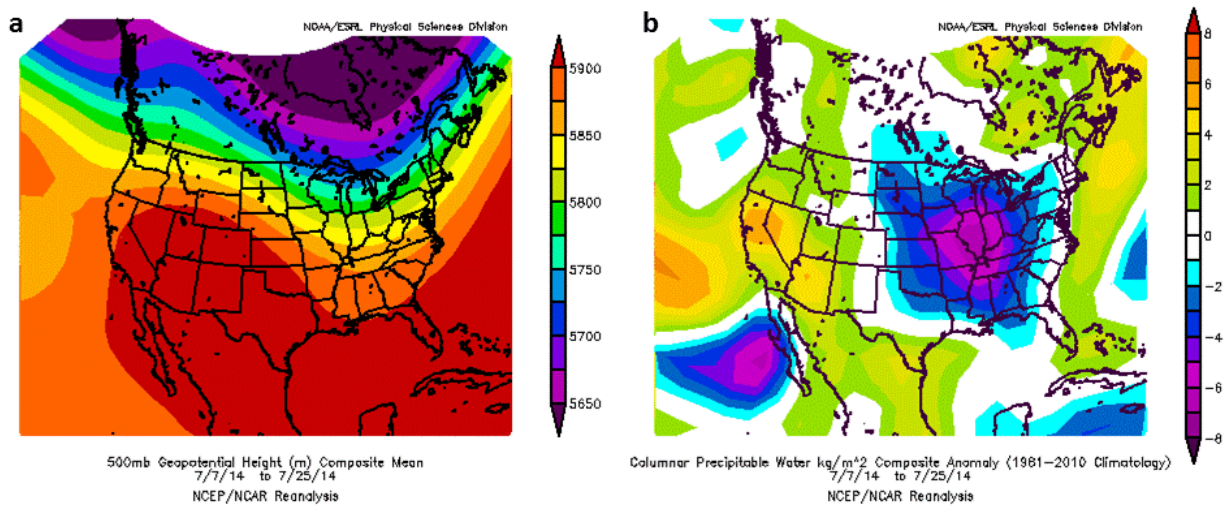 a
NOAA/ESRL Physical Sciences Division
5900
5850
5800
5750
5700
5650
500mb Geopotential Height (m) Composite Mean
7/7/14 to 7/25/14
NCEP/NCAR Reanalysis
b
NOAA/ESRL Physical Sciences Division
8
6
4
2
0
-2
-4
-6
-8
Columnar Precipitable Water kg/m^2 Composite Anomaly (1981-2010 Climatology)
7/7/14 to 7/25/14
NCEP/NCAR Reanalysis